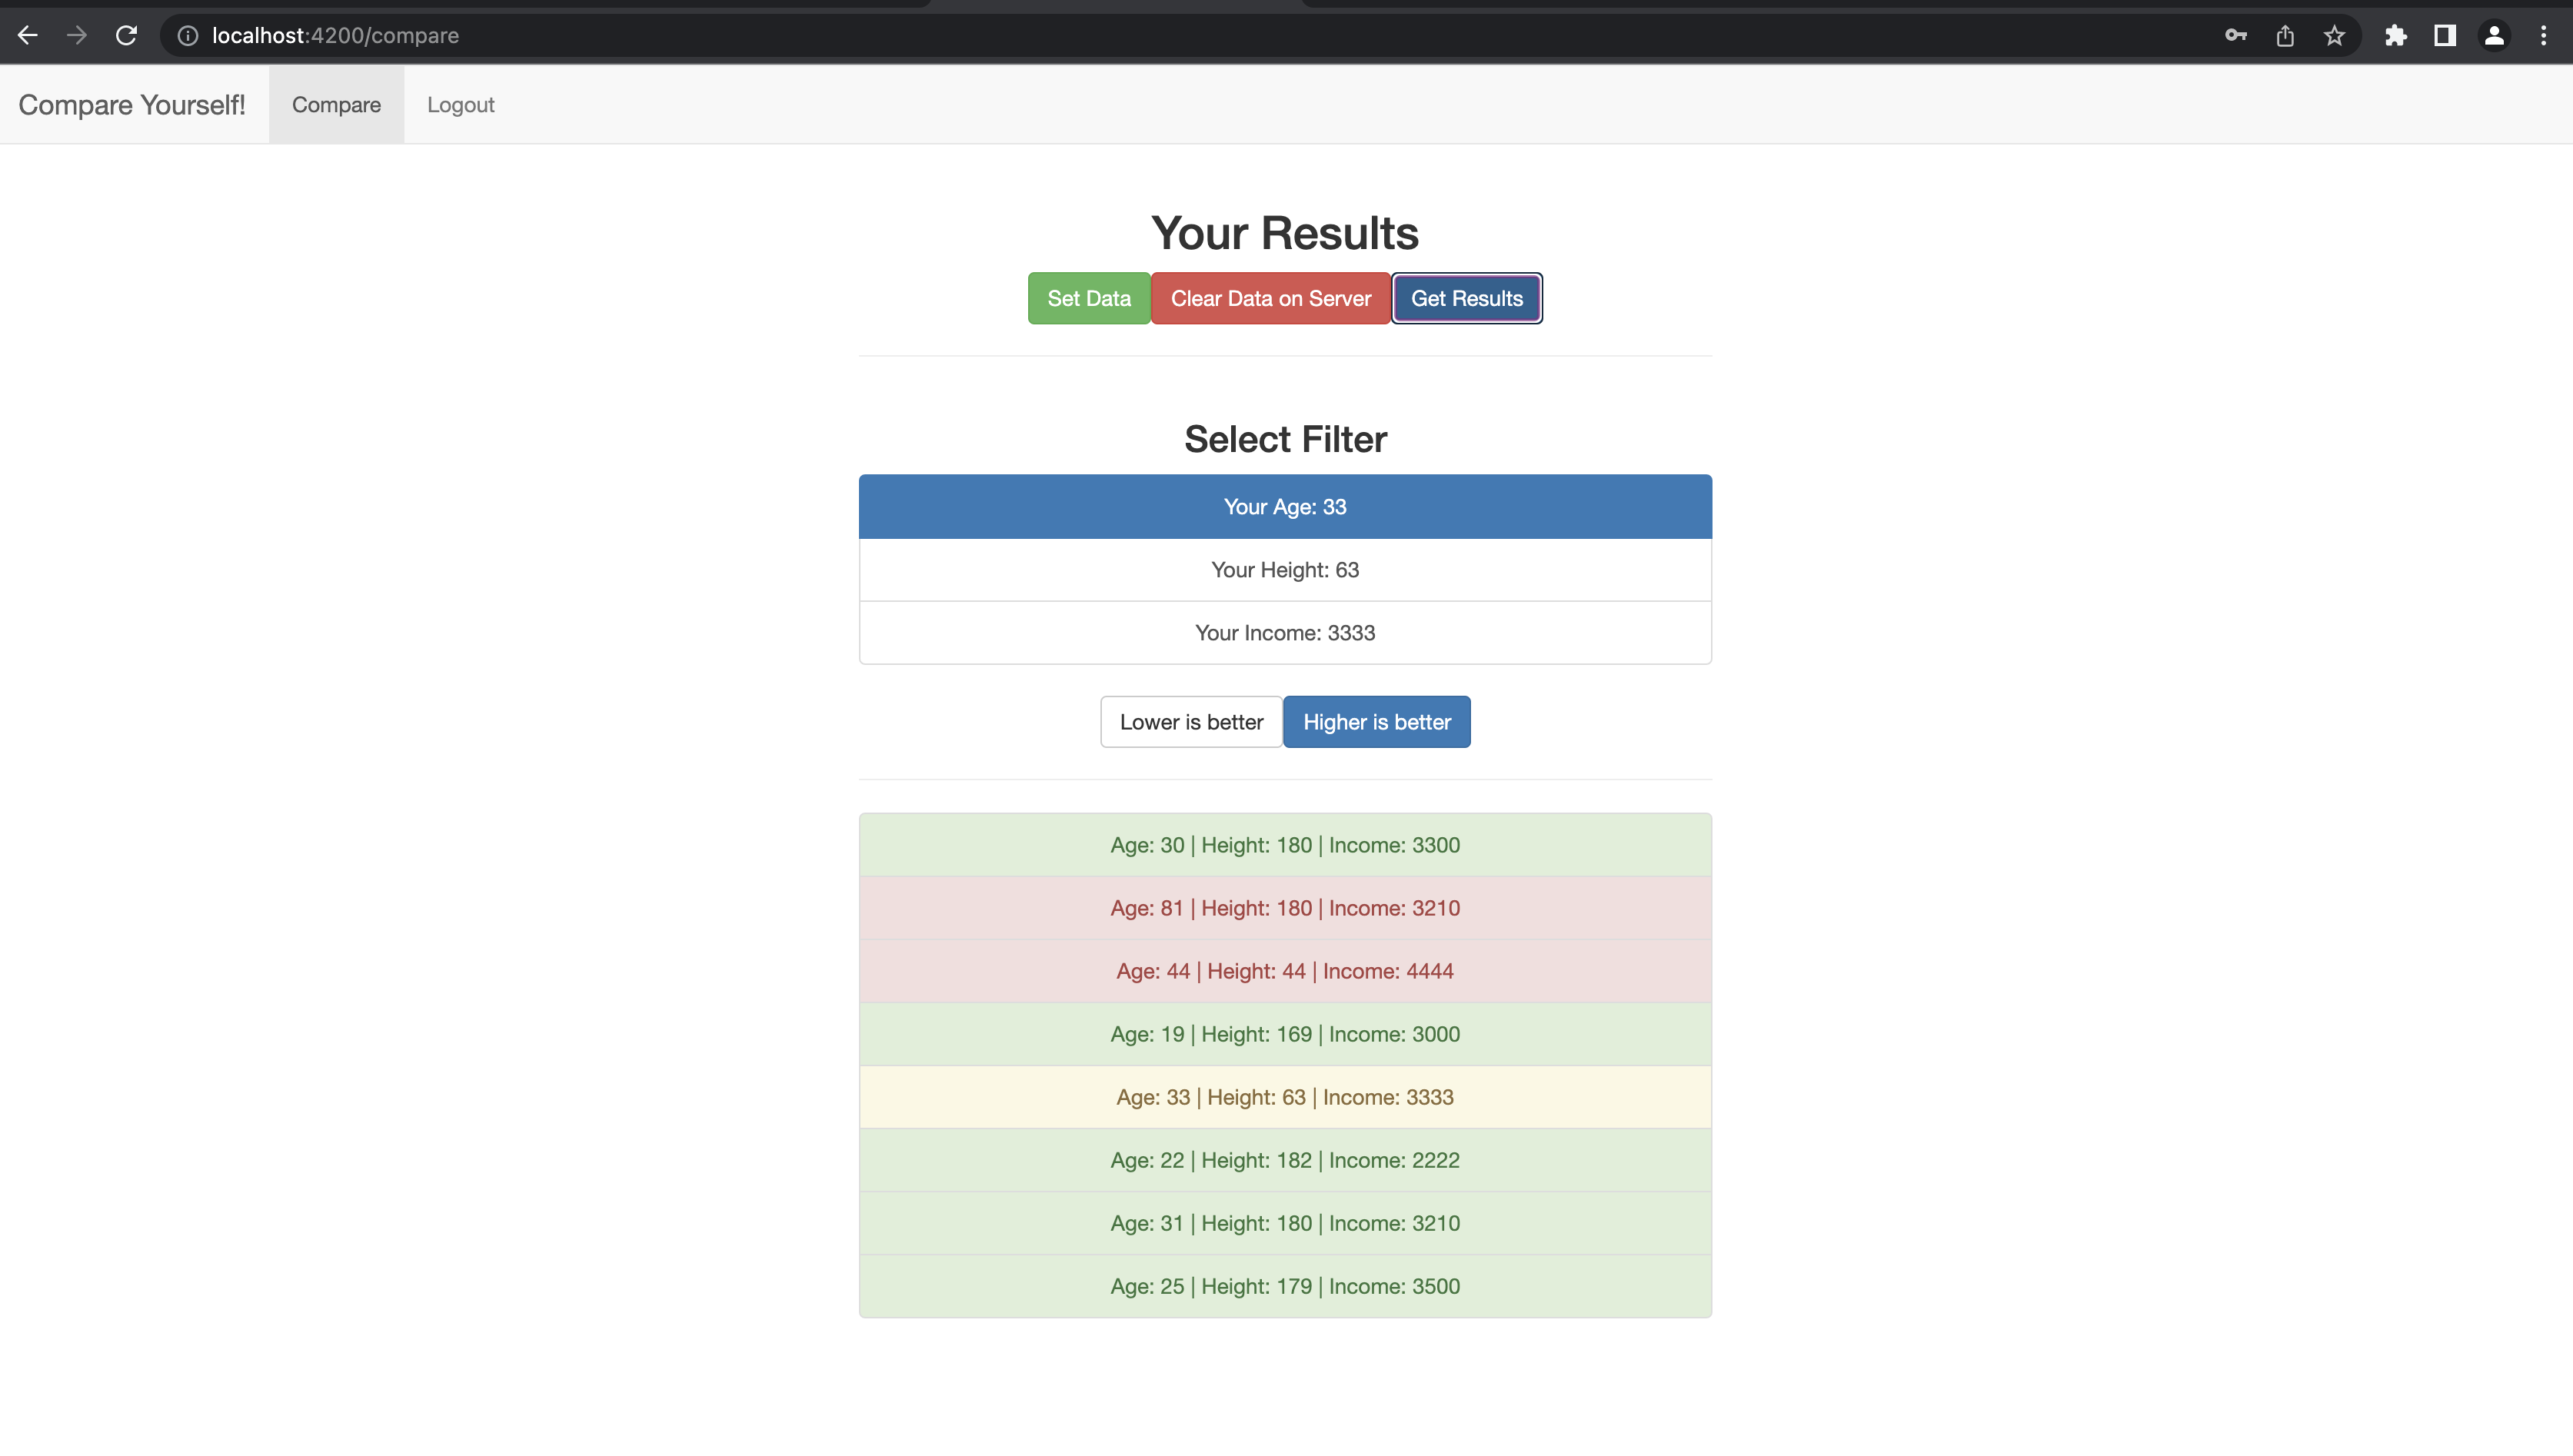 localhost:4200/compare
Compare Yourself! Compare Logout
Your Results
Set Data Clear Data on Server Get Results
Select Filter
Your Age: 33
Your Height: 63
Your Income: 3333
Lower is better Higher is better
Age: 30 | Height: 180 | Income: 3300
Age: 81 | Height: 180 | Income: 3210
Age: 44 | Height: 44 | Income: 4444
Age: 19 | Height: 169 | Income: 3000
Age: 33 | Height: 63 | Income: 3333
Age: 22 | Height: 182 | Income: 2222
Age: 31 | Height: 180 | Income: 3210
Age: 25 | Height: 179 | Income: 3500